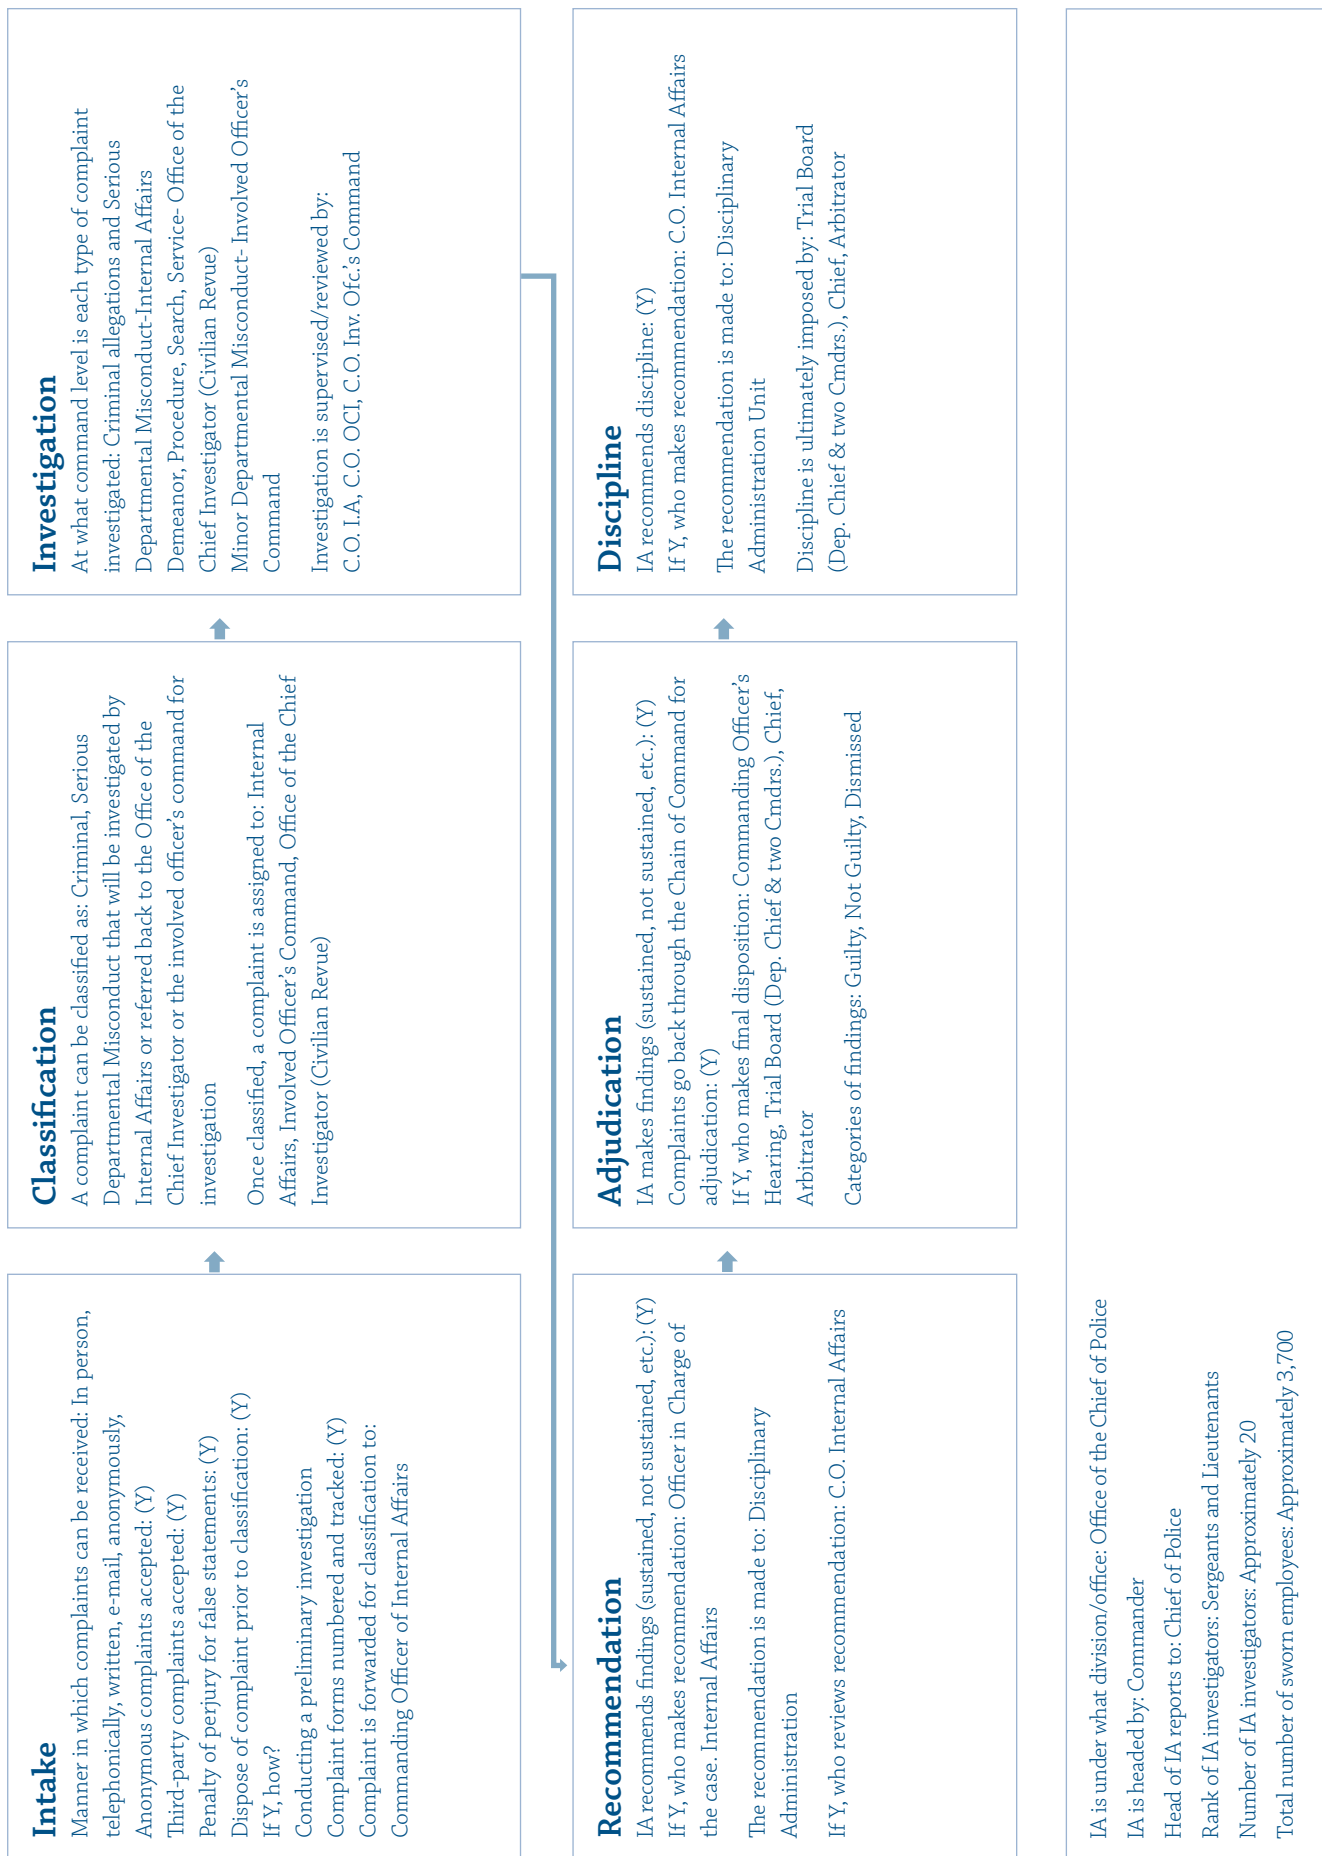 Intake
Manner in which complaints can be received: In person,
telephonically, written, e-mail, anonymously,
Anonymous complaints accepted: (Y)
Third-party complaints accepted: (Y)
Penalty of perjury for false statements: (Y)
Dispose of complaint prior to classification: (Y)
If Y, how?
Conducting a preliminary investigation
Complaint forms numbered and tracked: (Y)
Complaint is forwarded for classification to:
Commanding Officer of Internal Affairs
Classification
A complaint can be classified as: Criminal, Serious
Departmental Misconduct that will be investigated by
Internal Affairs or referred back to the Office of the
Chief Investigator or the involved officer's command for
investigation
Once classified, a complaint is assigned to: Internal
Affairs, Involved Officer's Command, Office of the Chief
Investigator (Civilian Revue)
Investigation
At what command level is each type of complaint
investigated: Criminal allegations and Serious
Departmental Misconduct-Internal Affairs
Demeanor, Procedure, Search, Service- Office of the
Chief Investigator (Civilian Revue)
Minor Departmental Misconduct- Involved Officer's
Command
Investigation is supervised/reviewed by:
C.O. I.A, C.O. OCI, C.O. Inv. Ofc.'s Command
Recommendation
IA recommends findings (sustained, not sustained, etc.): (Y)
If Y, who makes recommendation: Officer in Charge of
the case. Internal Affairs
The recommendation is made to: Disciplinary
Administration
If Y, who reviews recommendation: C.O. Internal Affairs
Adjudication
IA makes findings (sustained, not sustained, etc.): (Y)
Complaints go back through the Chain of Command for
adjudication: (Y)
If Y, who makes final disposition: Commanding Officer's
Hearing, Trial Board (Dep. Chief & two Cmdrs.), Chief,
Arbitrator
Categories of findings: Guilty, Not Guilty, Dismissed
Discipline
IA recommends discipline: (Y)
If Y, who makes recommendation: C.O. Internal Affairs
The recommendation is made to: Disciplinary
Administration Unit
Discipline is ultimately imposed by: Trial Board
(Dep. Chief & two Cmdrs.), Chief, Arbitrator
IA is under what division/office: Office of the Chief of Police
IA is headed by: Commander
Head of IA reports to: Chief of Police
Rank of IA investigators: Sergeants and Lieutenants
Number of IA investigators: Approximately 20
Total number of sworn employees: Approximately 3,700